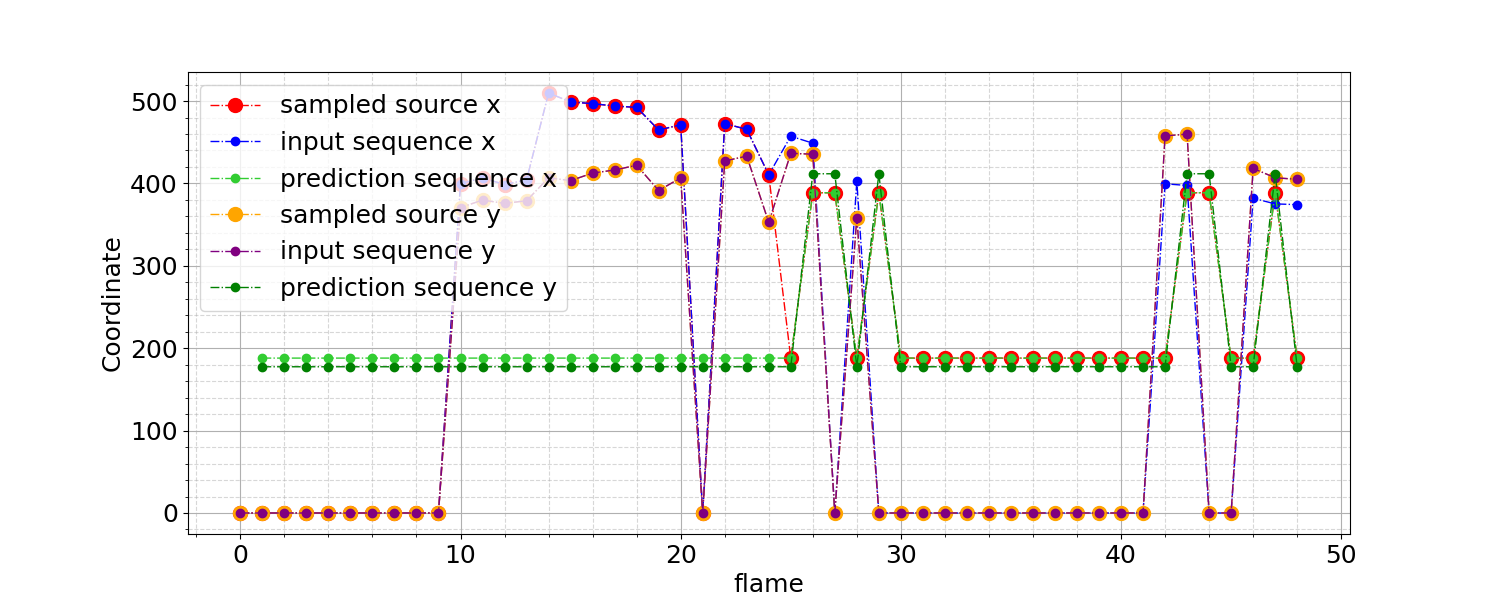 500
400
300
200
100
0
Coordinate
sampled source x
input sequence x
prediction sequence x
sampled source y
input sequence y
prediction sequence y
0 10 20 30 40 50
flame